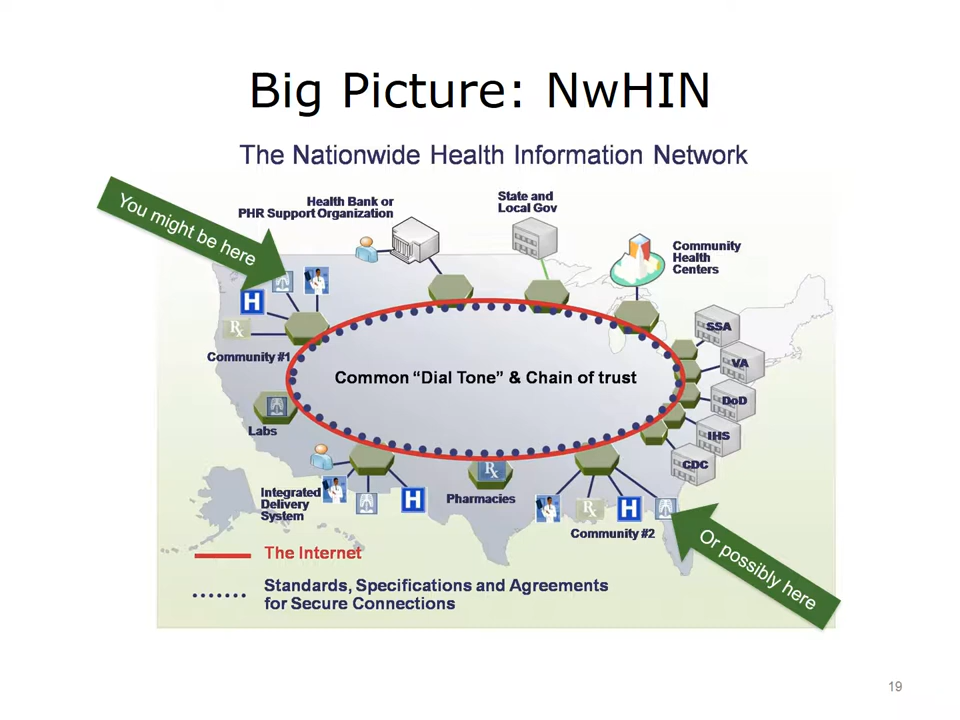 Big Picture: NwHIN
The Nationwide Health Information Network
You might be here
Health Bank or
PHR Support Organization
State and
Local Gov
Community
Health
Centers
H
Rx
Community #1
SSA
VA
DoD
IHS
CDC
Common “Dial Tone” & Chain of trust
Labs
Integrated
Delivery
System
H
Rx
Pharmacies
Rx
H
Community #2
Or possibly here
The Internet
Standards, Specifications and Agreements
for Secure Connections
19